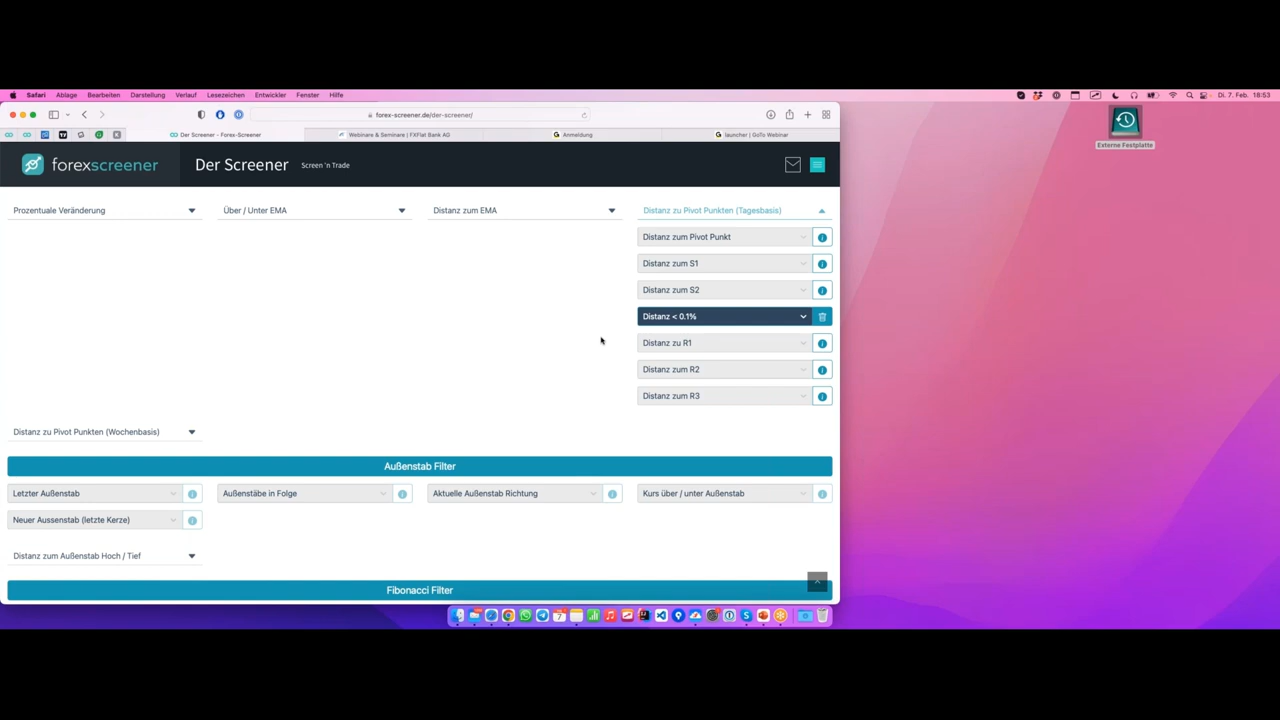 Safari Ablage Bearbeiten Darstellung Verlauf Lesezeichen Entwickler Fenster Hilfe Di. 7. Feb. 18:53
forex-screener.de/der-screener/
Der Screener - Forex-Screener Webinare & Seminare | FXFlat Bank AG Anmeldung launcher | GoTo Webinar
forexscreener Der Screener Screen 'n Trade
Prozentuale Veränderung Über / Unter EMA Distanz zum EMA Distanz zu Pivot Punkten (Tagesbasis)
Distanz zum Pivot Punkt
Distanz zum S1
Distanz zum S2
Distanz < 0.1%
Distanz zu R1
Distanz zum R2
Distanz zum R3
Distanz zu Pivot Punkten (Wochenbasis)
Außenstab Filter
Letzter Außenstab Außenstäbe in Folge Aktuelle Außenstab Richtung Kurs über / unter Außenstab
Neuer Aussenstab (letzte Kerze)
Distanz zum Außenstab Hoch / Tief
Fibonacci Filter
Externe Festplatte